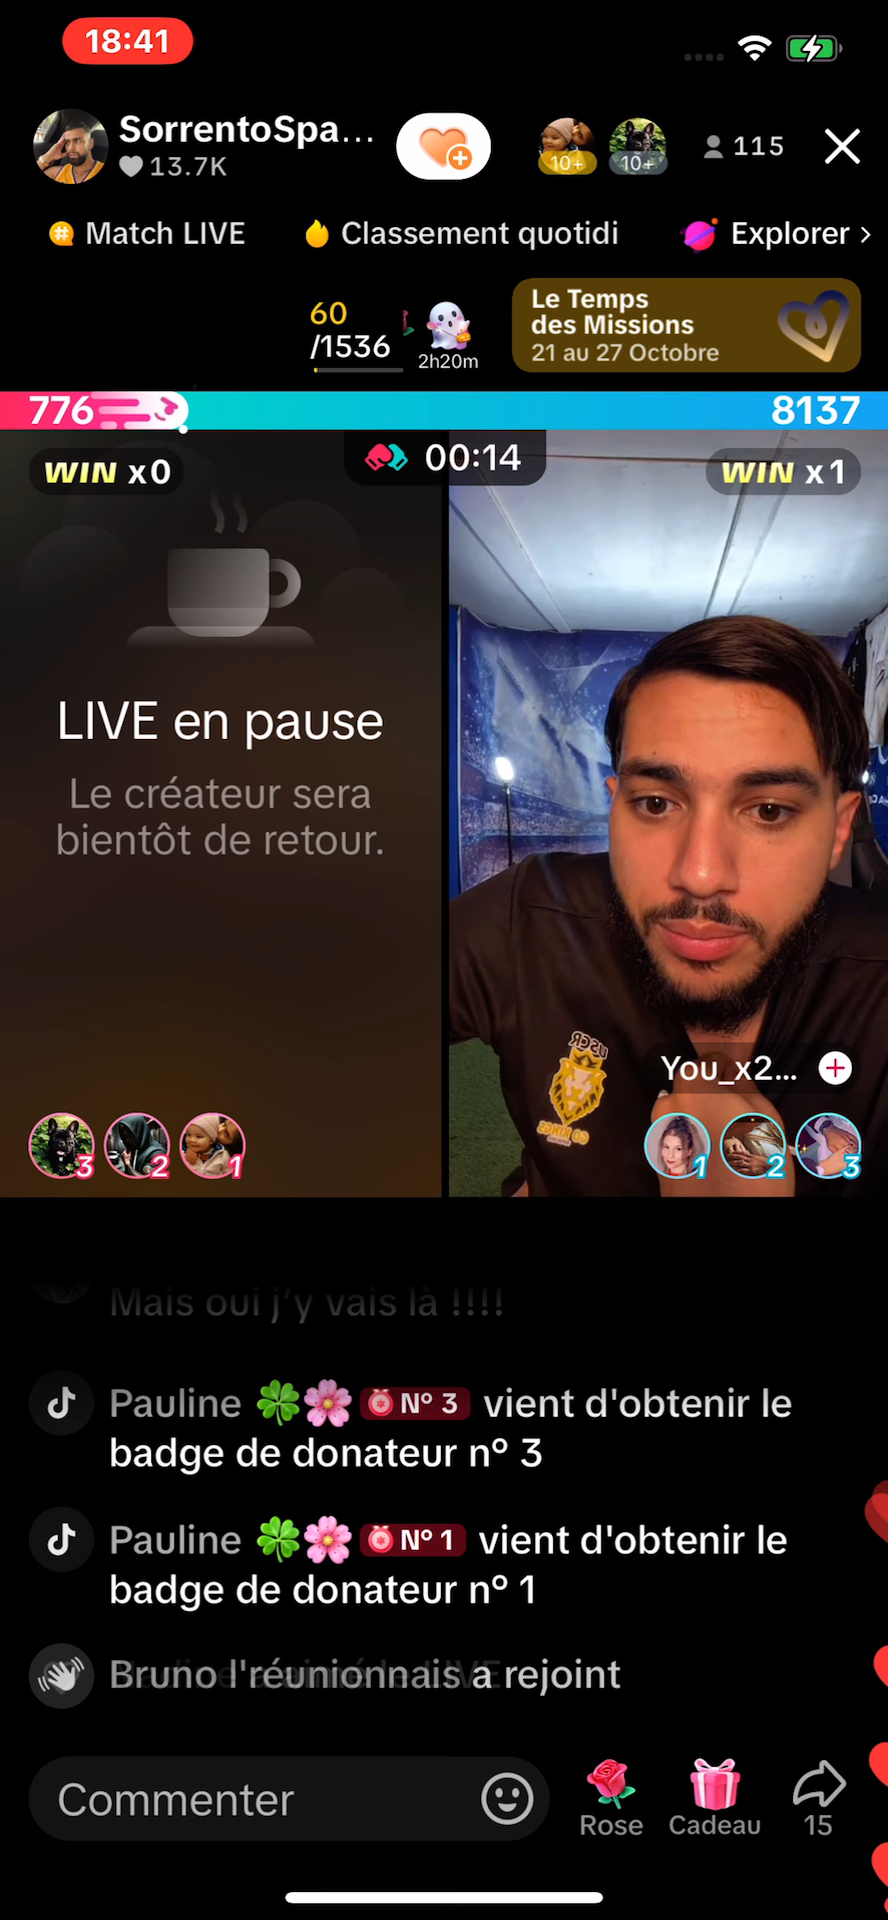 18:41
SorrentoSpa...
13.7K
10+
10+
115
Match LIVE
Classement quotidi
Explorer >
60
/1536
2h20m
Le Temps
des Missions
21 au 27 Octobre
776
8137
WIN x0
00:14
WIN x1
LIVE en pause
Le créateur sera
bientôt de retour.
USCR
GO KINGS
You_x2...
3
2
1
1
2
3
Mais oui j'y vais là !!!!
Pauline 🍀🌸 N° 3 vient d'obtenir le
badge de donateur n° 3
Pauline 🍀🌸 N° 1 vient d'obtenir le
badge de donateur n° 1
Bruno l'réunionnais a rejoint
Commenter
Rose
Cadeau
15